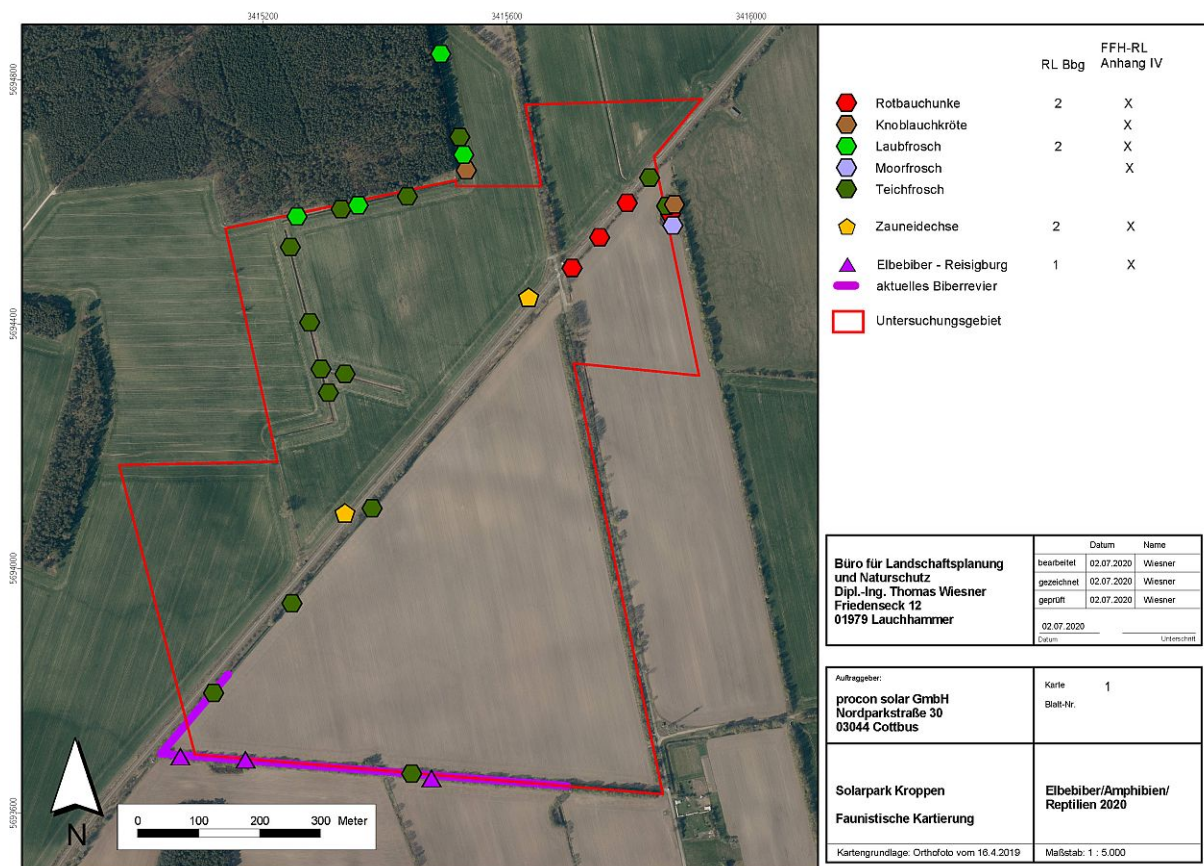 3415200 3415600 3416000
5694800
5694400
5694000
5693600
N
0 100 200 300 Meter
RL Bbg FFH-RL Anhang IV
Rotbauchunke 2 X
Knoblauchkröte X
Laubfrosch 2 X
Moorfrosch X
Teichfrosch
Zauneidechse 2 X
Elbebiber - Reisigburg 1 X
aktuelles Biberrevier
Untersuchungsgebiet
Büro für Landschaftsplanung
und Naturschutz
Dipl.-Ing. Thomas Wiesner
Friedenseck 12
01979 Lauchhammer
Datum Name
bearbeitet 02.07.2020 Wiesner
gezeichnet 02.07.2020 Wiesner
geprüft 02.07.2020 Wiesner
02.07.2020
Datum Unterschrift
Auftraggeber:
procon solar GmbH
Nordparkstraße 30
03044 Cottbus
Karte 1
Blatt-Nr.
Solarpark Kroppen
Faunistische Kartierung
Elbebiber/Amphibien/
Reptilien 2020
Kartengrundlage: Orthofoto vom 16.4.2019
Maßstab: 1 : 5.000